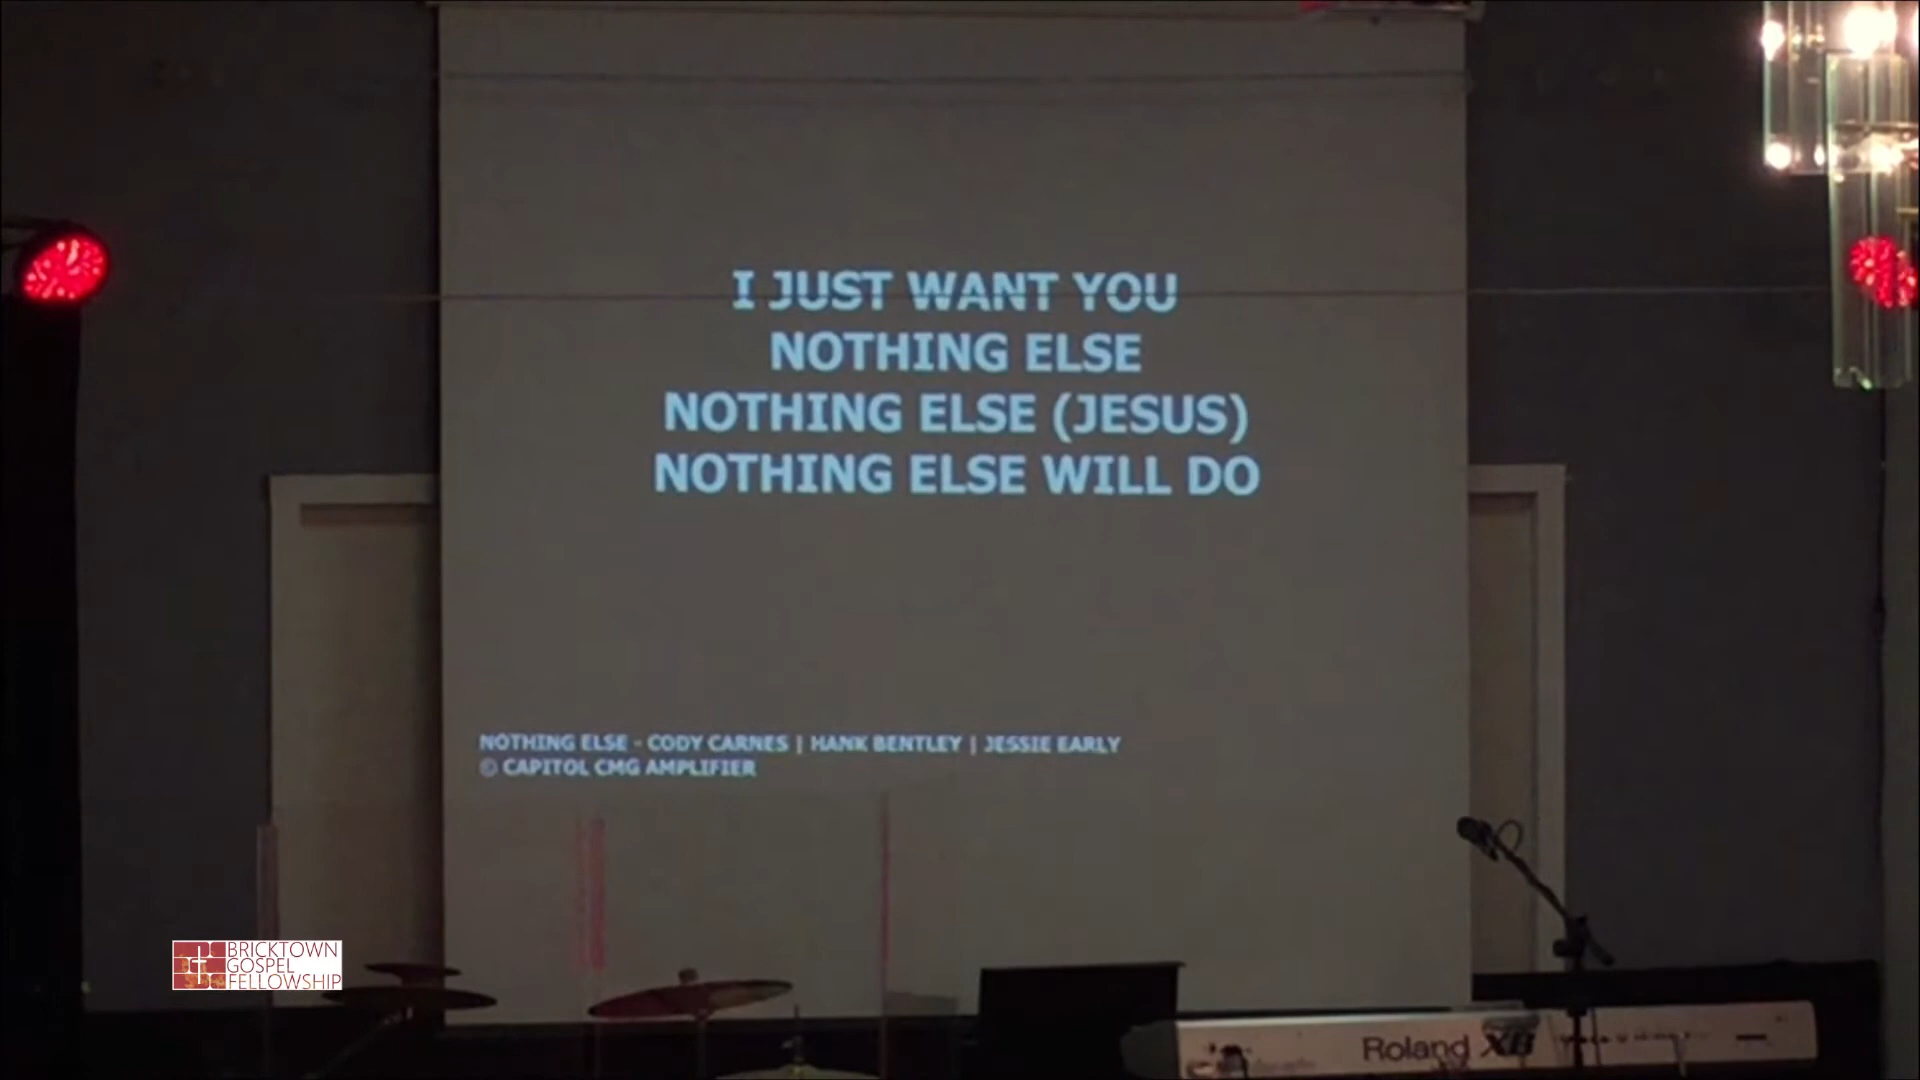 I JUST WANT YOU
NOTHING ELSE
NOTHING ELSE (JESUS)
NOTHING ELSE WILL DO
NOTHING ELSE - CODY CARNES | HANK BENTLEY | JESSIE EARLY
© CAPITOL CMG AMPLIFIER
BRICKTOWN
GOSPEL
FELLOWSHIP
Roland X8